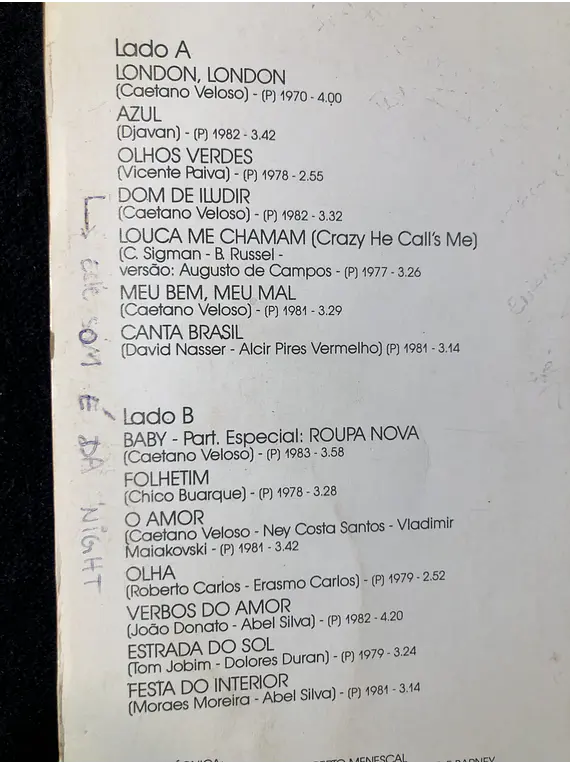 Lado A
LONDON, LONDON
(Caetano Veloso) - (P) 1970 - 4.00
AZUL
(Djavan) - (P) 1982 - 3.42
OLHOS VERDES
(Vicente Paiva) - (P) 1978 - 2.55
DOM DE ILUDIR
(Caetano Veloso) - (P) 1982 - 3.32
LOUCA ME CHAMAM (Crazy He Call's Me)
(C. Sigman - B. Russel -
versão: Augusto de Campos - (P) 1977 - 3.26
MEU BEM, MEU MAL
(Caetano Veloso) - (P) 1981 - 3.29
CANTA BRASIL
(David Nasser - Alcir Pires Vermelho) (P) 1981 - 3.14
Lado B
BABY - Part. Especial: ROUPA NOVA
(Caetano Veloso) - (P) 1983 - 3.58
FOLHETIM
(Chico Buarque) - (P) 1978 - 3.28
O AMOR
(Caetano Veloso - Ney Costa Santos - Vladimir
Maiakovski - (P) 1981 - 3.42
OLHA
(Roberto Carlos - Erasmo Carlos) - (P) 1979 - 2.52
VERBOS DO AMOR
(João Donato - Abel Silva) - (P) 1982 - 4.20
ESTRADA DO SOL
(Tom Jobim - Dolores Duran) - (P) 1979 - 3.24
FESTA DO INTERIOR
(Moraes Moreira - Abel Silva) - (P) 1981 - 3.14
MENESCAL
BARNEY
SOM É DA NIGHT